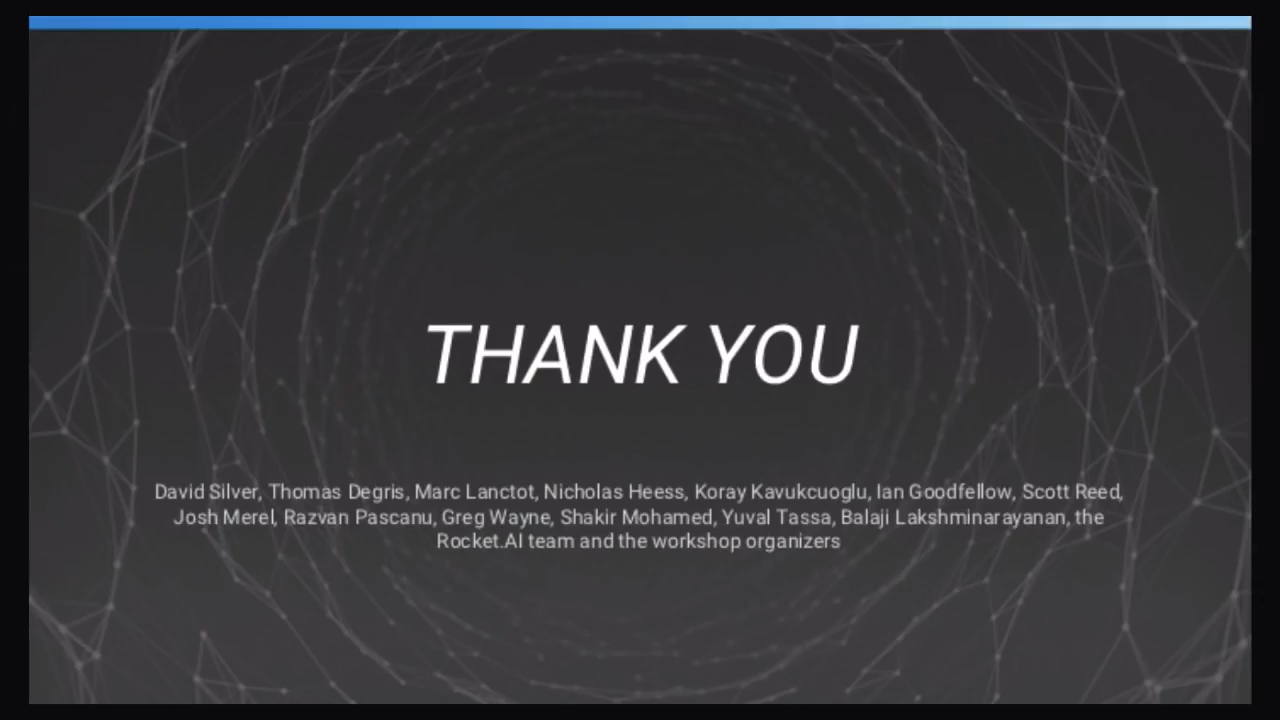 THANK YOU
David Silver, Thomas Degris, Marc Lanctot, Nicholas Heess, Koray Kavukcuoglu, Ian Goodfellow, Scott Reed,
Josh Merel, Razvan Pascanu, Greg Wayne, Shakir Mohamed, Yuval Tassa, Balaji Lakshminarayanan, the
Rocket.AI team and the workshop organizers